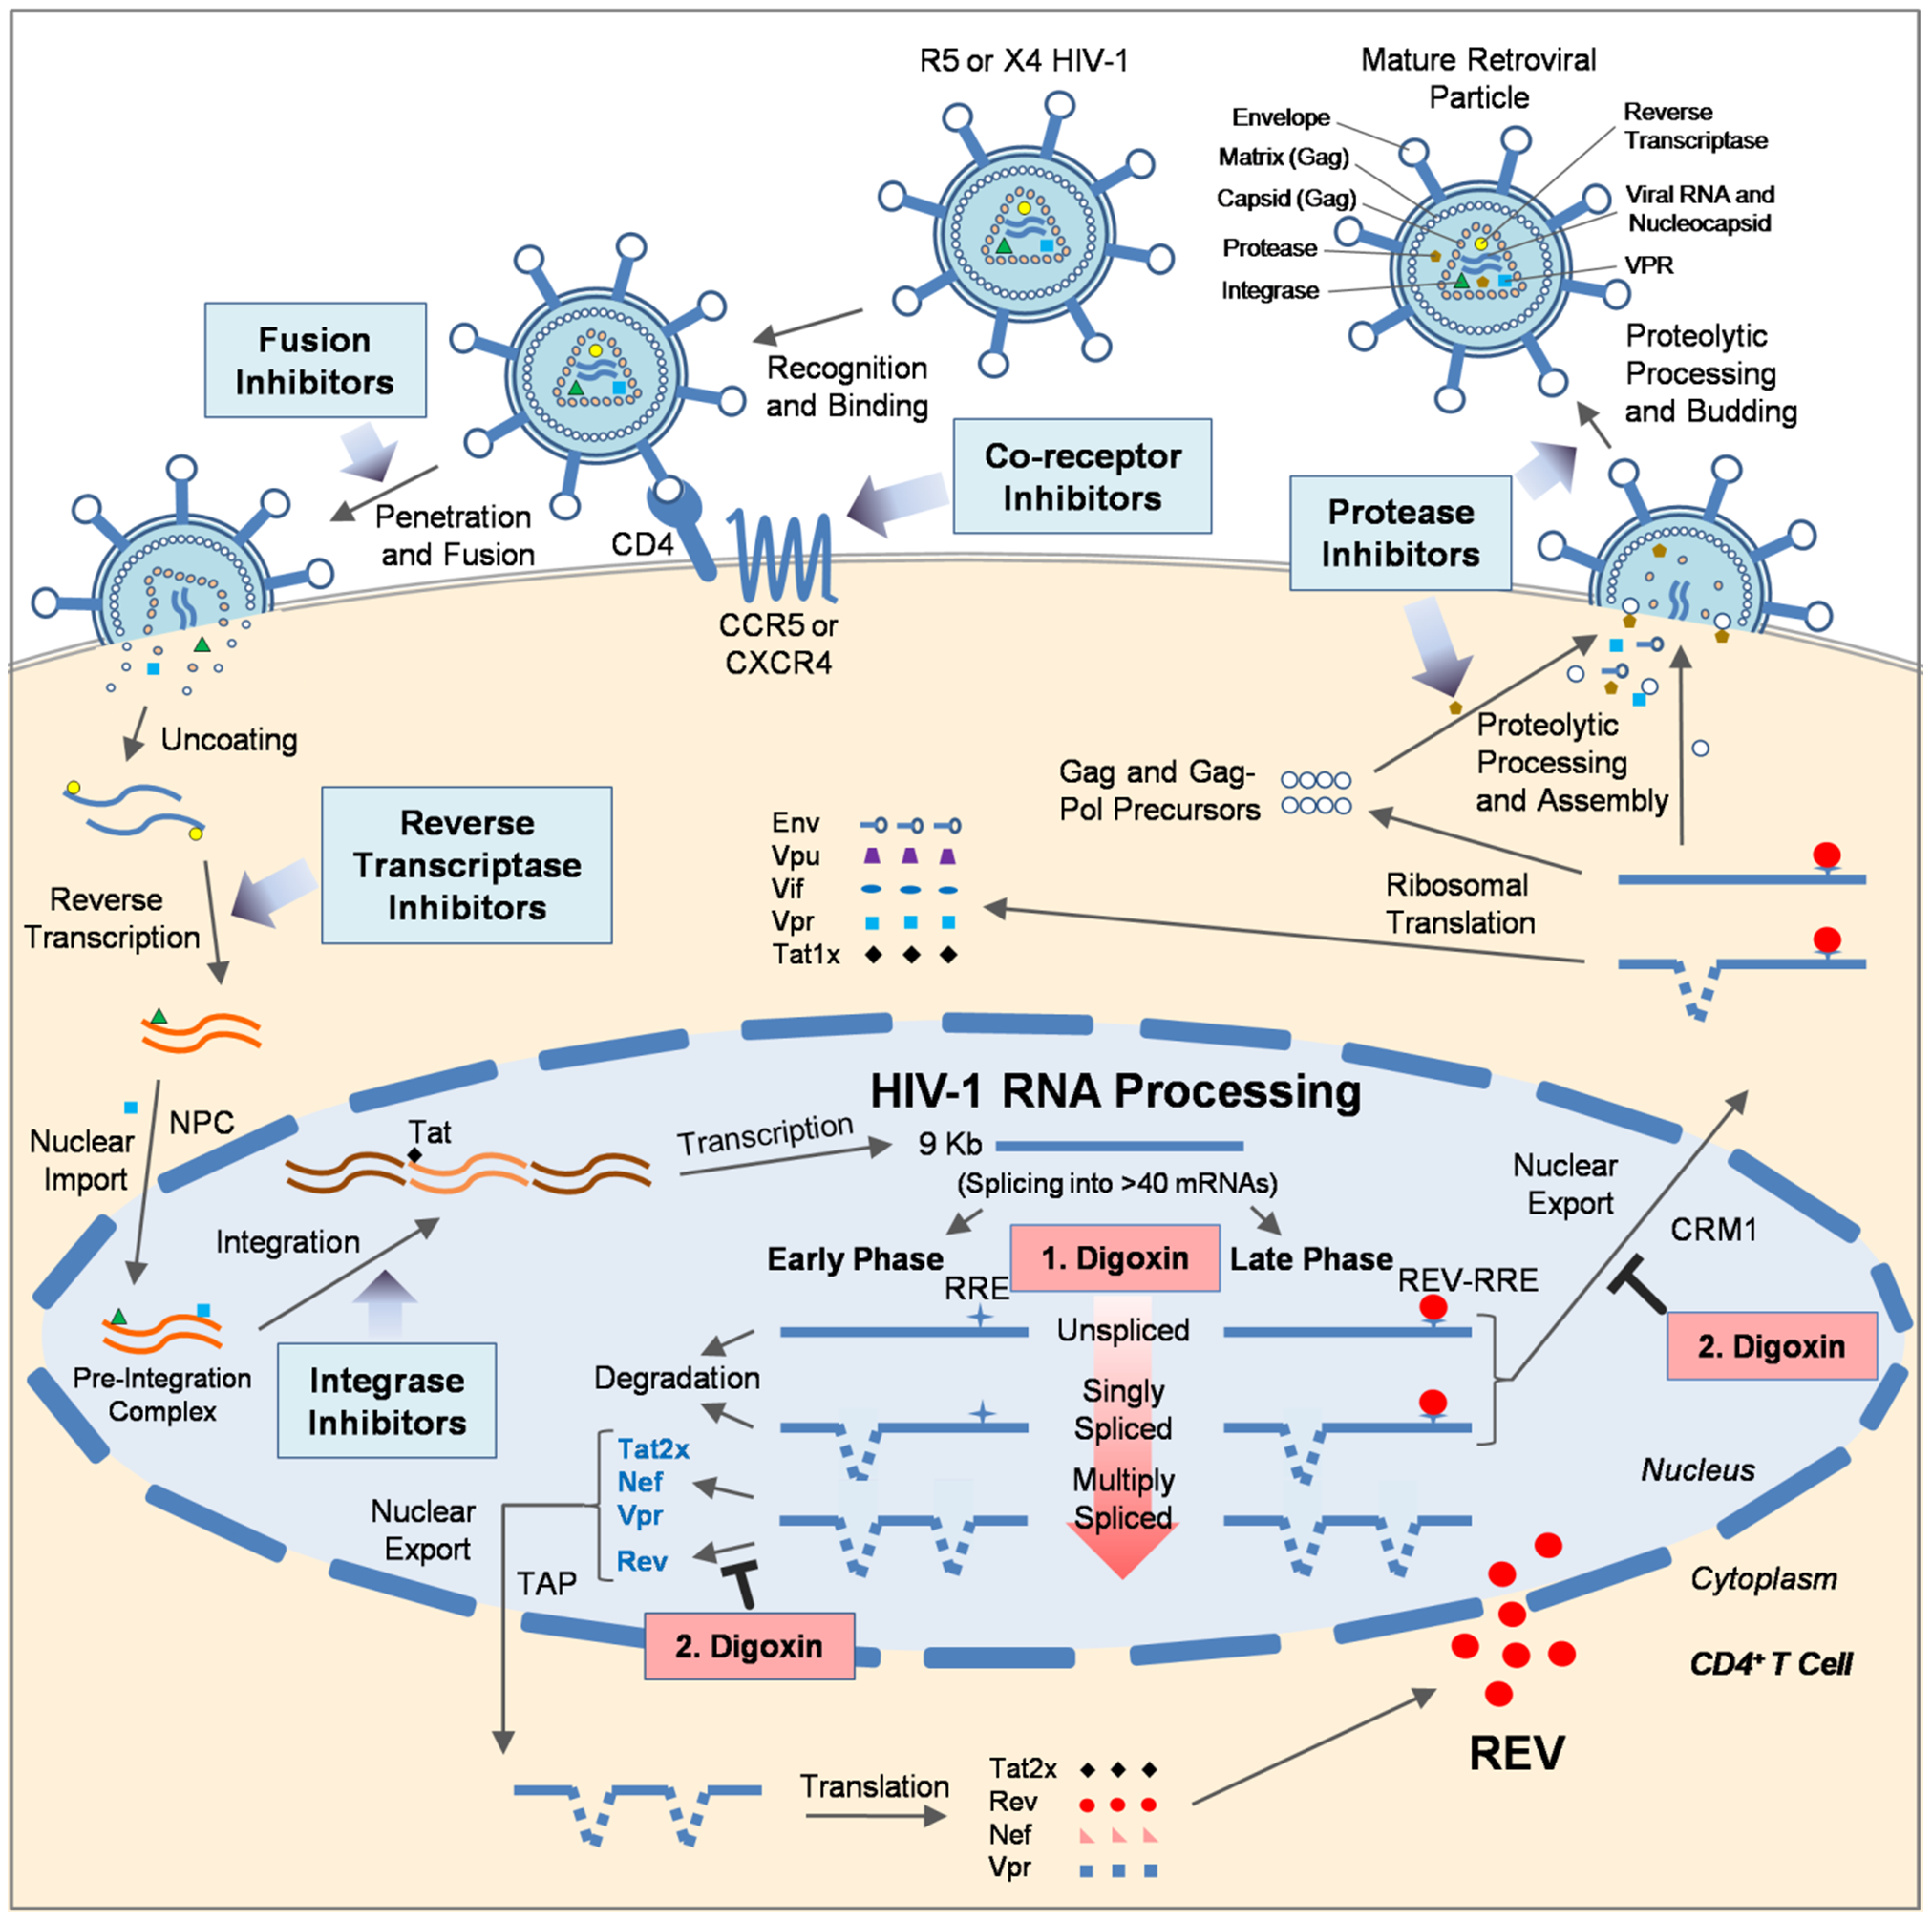 R5 or X4 HIV-1
Mature Retroviral
Particle
Envelope
Matrix (Gag)
Capsid (Gag)
Protease
Integrase
Reverse
Transcriptase
Viral RNA and
Nucleocapsid
VPR
Fusion
Inhibitors
Recognition
and Binding
Proteolytic
Processing
and Budding
Co-receptor
Inhibitors
Protease
Inhibitors
Penetration
and Fusion
CD4
CCR5 or
CXCR4
Uncoating
Reverse
Transcriptase
Inhibitors
Reverse
Transcription
Gag and Gag-
Pol Precursors
Proteolytic
Processing
and Assembly
Env
Vpu
Vif
Vpr
Tat1x
Ribosomal
Translation
HIV-1 RNA Processing
NPC
Nuclear
Import
Tat
Transcription
9 Kb
(Splicing into >40 mRNAs)
Nuclear
Export
CRM1
Integration
Early Phase
1. Digoxin
Late Phase
RRE
REV-RRE
Unspliced
2. Digoxin
Pre-Integration
Complex
Integrase
Inhibitors
Degradation
Singly
Spliced
Tat2x
Nef
Vpr
Rev
Multiply
Spliced
Nucleus
Nuclear
Export
TAP
2. Digoxin
Cytoplasm
CD4+ T Cell
REV
Translation
Tat2x
Rev
Nef
Vpr